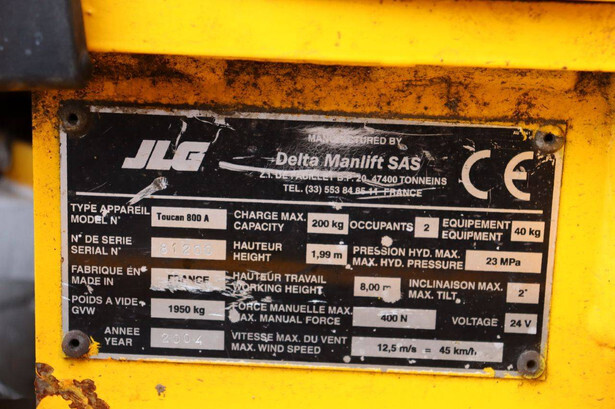 MANUFACTURED BY
JLG
Delta Manlift SAS
CE
Z.I. DE FABILLET B.P. 20, 47400 TONNEINS
TEL. (33) 553 84 85 11 FRANCE
TYPE APPAREIL Toucan 800 A
MODEL N°
CHARGE MAX. 200 kg
CAPACITY
OCCUPANTS 2
EQUIPEMENT 40 kg
EQUIPMENT
N° DE SERIE
SERIAL N°
HAUTEUR 1,99 m
HEIGHT
PRESSION HYD. MAX. 23 MPa
MAX. HYD. PRESSURE
FABRIQUE EN FRANCE
MADE IN
HAUTEUR TRAVAIL 8,00 m
WORKING HEIGHT
INCLINAISON MAX. 2°
MAX. TILT
POIDS A VIDE 1950 kg
GVW
FORCE MANUELLE MAX. 400 N
MAX. MANUAL FORCE
VOLTAGE 24 V
ANNEE 2004
YEAR
VITESSE MAX. DU VENT 12,5 m/s = 45 km/h
MAX. WIND SPEED